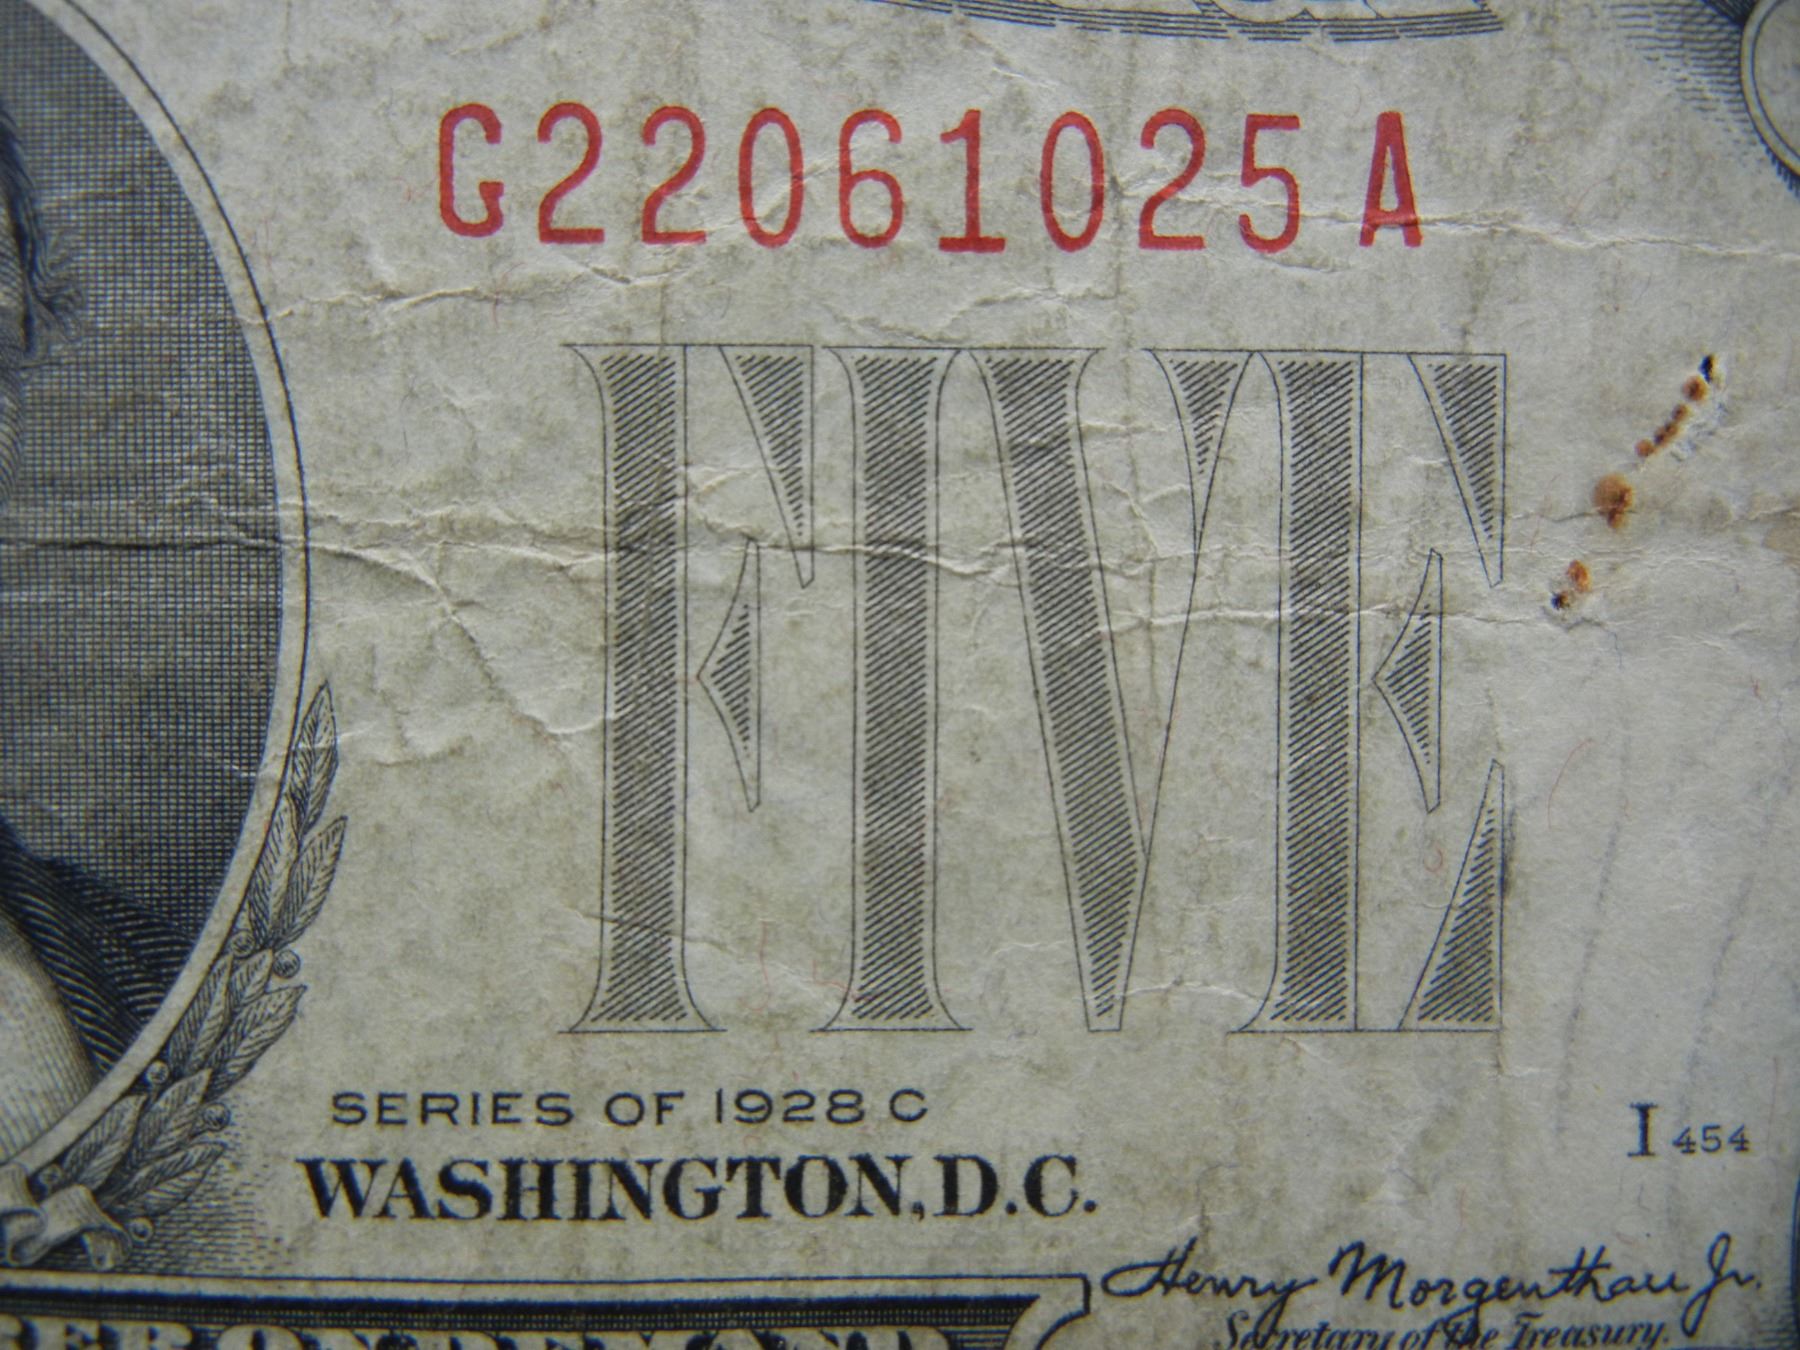 G22061025A
FIVE
SERIES OF 1928 C
I 454
WASHINGTON, D.C.
Henry Morgenthau Jr.
Secretary of the Treasury.